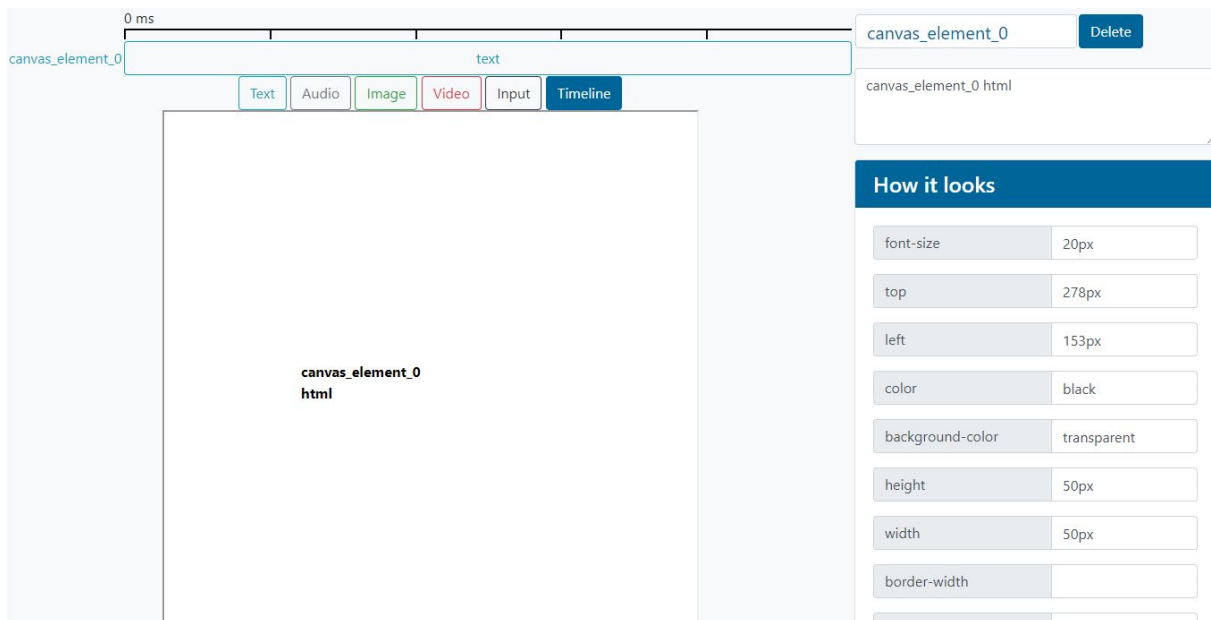 0 ms
canvas_element_0
text
Text Audio Image Video Input Timeline
canvas_element_0
html
canvas_element_0 Delete
canvas_element_0 html
How it looks
font-size 20px
top 278px
left 153px
color black
background-color transparent
height 50px
width 50px
border-width